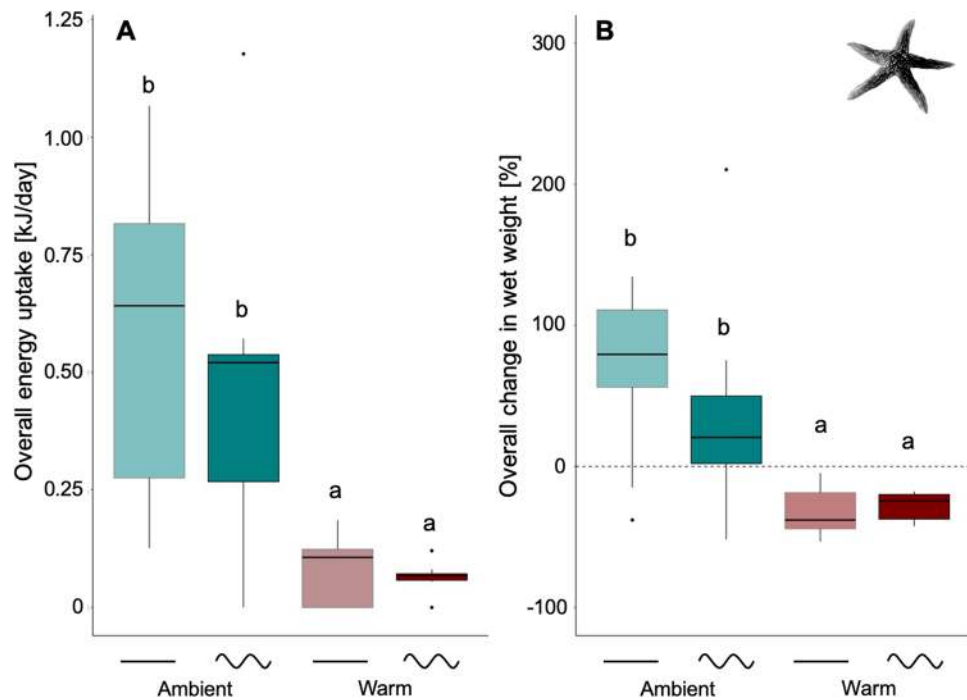 A
Overall energy uptake [kJ/day]
1.25
1.00
0.75
0.50
0.25
0
b
b
a
a
Ambient
Warm
B
Overall change in wet weight [%]
300
200
100
0
-100
b
b
a
a
Ambient
Warm